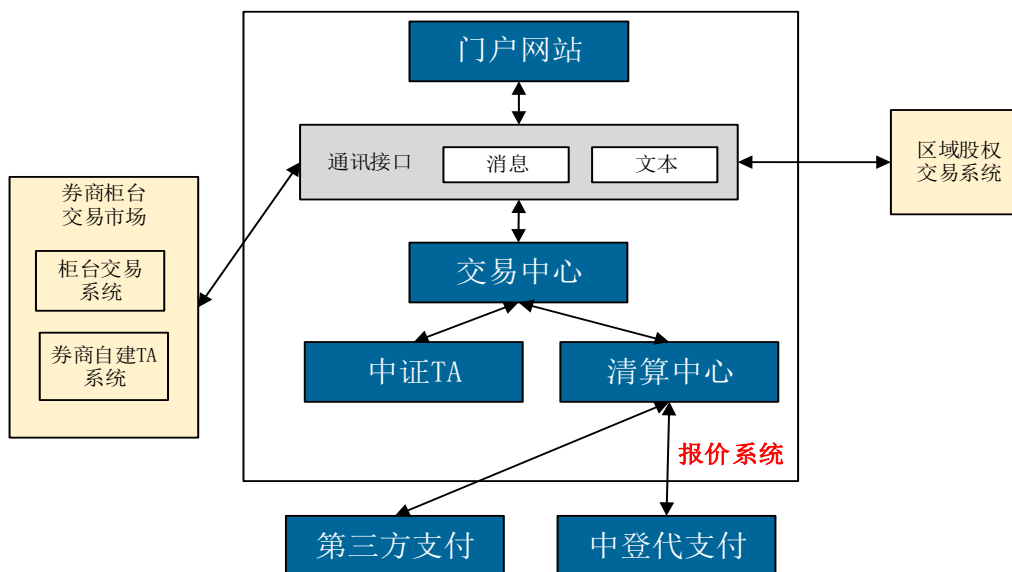 门户网站
通讯接口
消息
文本
区域股权
交易系统
券商柜台
交易市场
柜台交易
系统
券商自建TA
系统
交易中心
中证TA
清算中心
报价系统
第三方支付
中登代支付